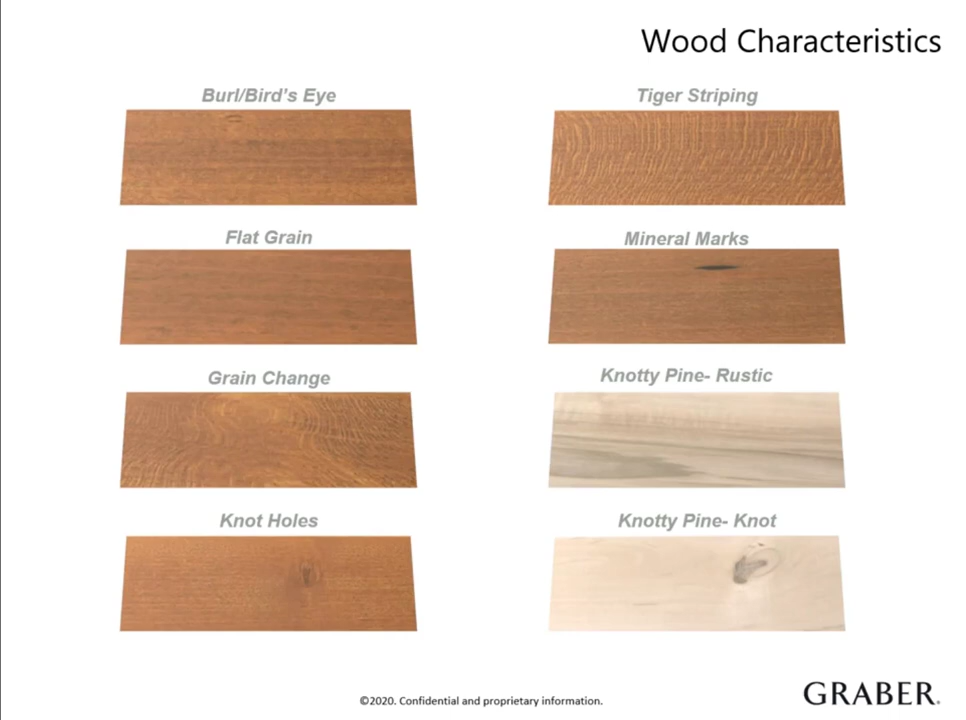 Wood Characteristics
Burl/Bird's Eye
Tiger Striping
Flat Grain
Mineral Marks
Grain Change
Knotty Pine- Rustic
Knot Holes
Knotty Pine- Knot
©2020. Confidential and proprietary information.
GRABER®